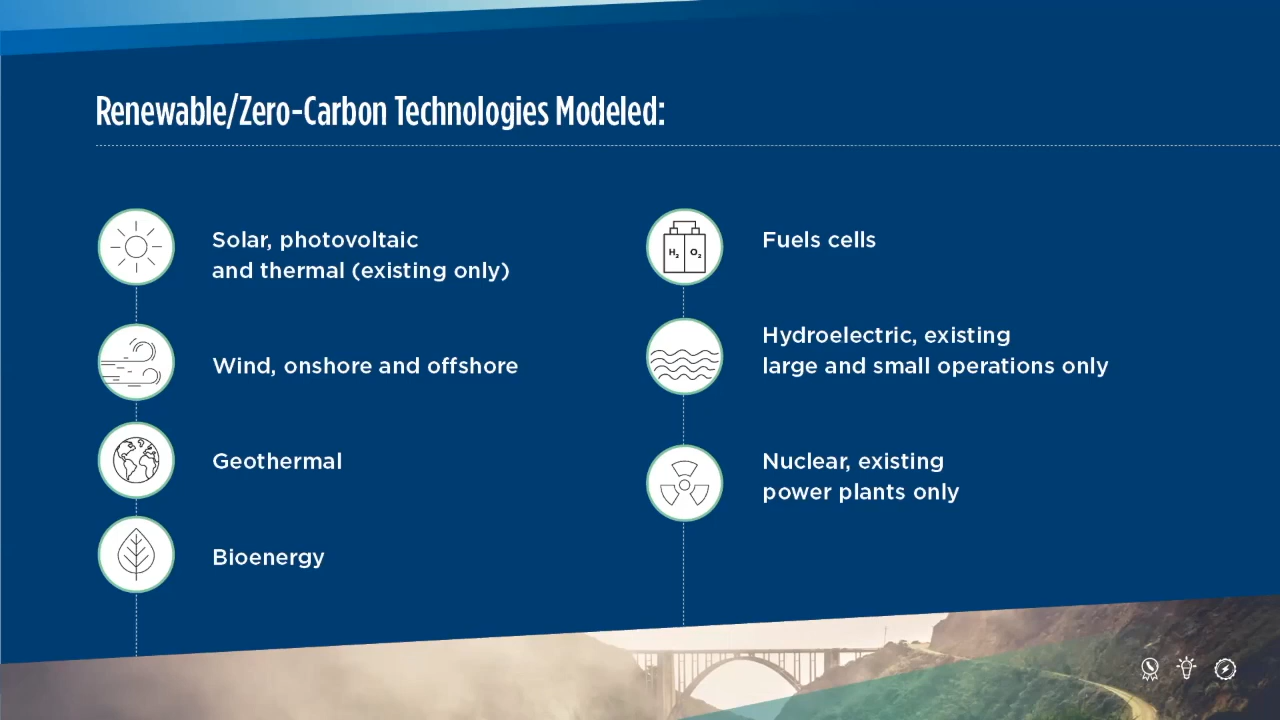 Renewable/Zero-Carbon Technologies Modeled:
Solar, photovoltaic
and thermal (existing only)
Wind, onshore and offshore
Geothermal
Bioenergy
H₂ O₂
Fuels cells
Hydroelectric, existing
large and small operations only
Nuclear, existing
power plants only